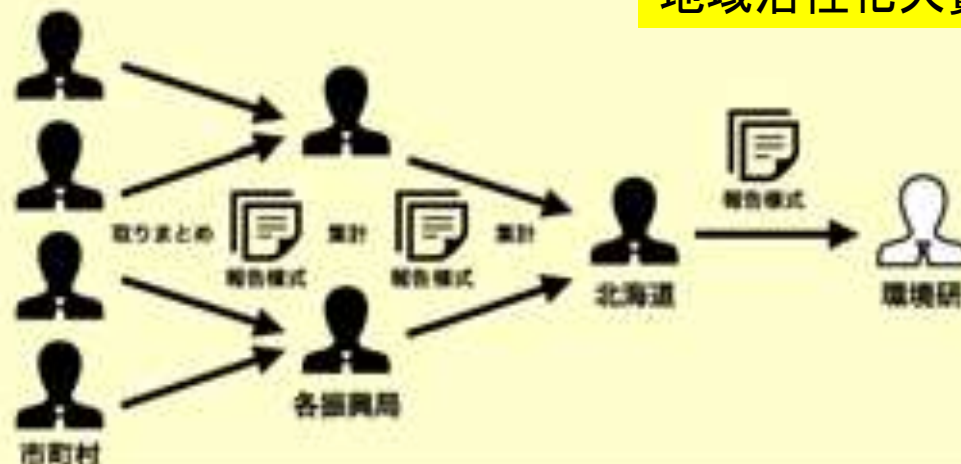 地域活性化人
報告様式
取りまとめ
集計
集計
報告様式
報告様式
北海道
環境研
各振興局
市町村